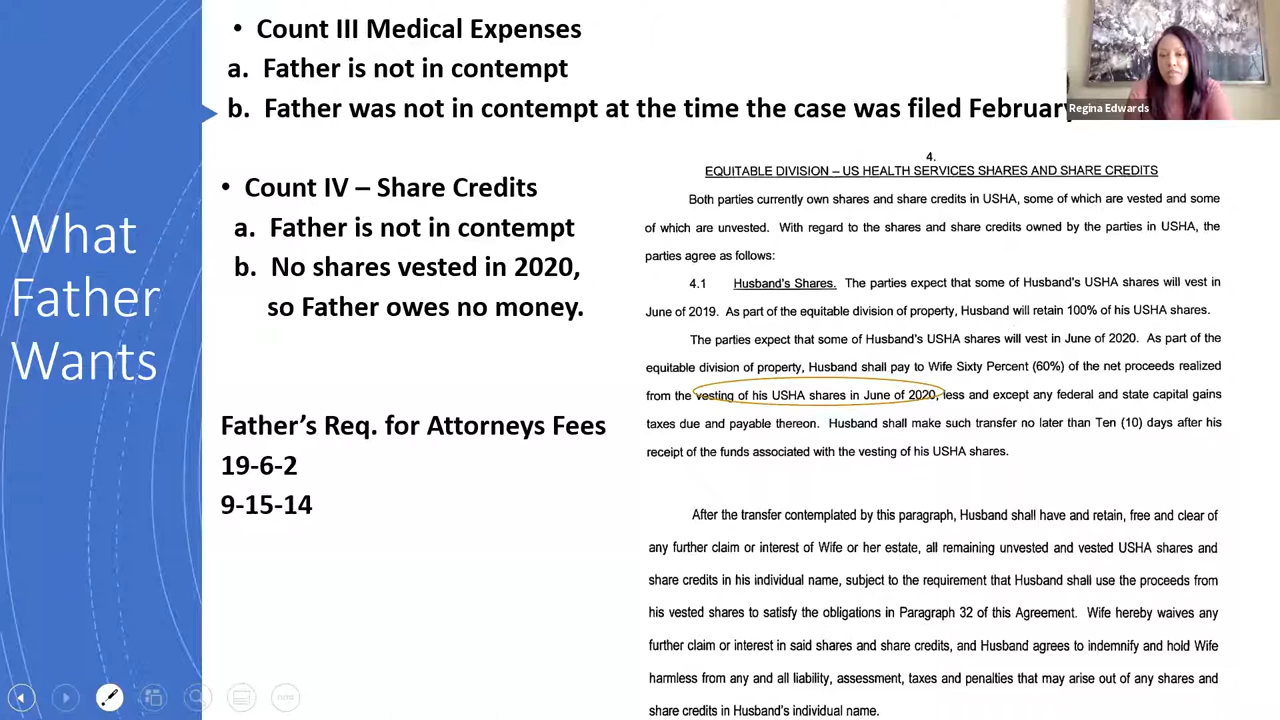 What
Father
Wants
• Count III Medical Expenses
a. Father is not in contempt
b. Father was not in contempt at the time the case was filed February
• Count IV – Share Credits
a. Father is not in contempt
b. No shares vested in 2020,
so Father owes no money.
Father's Req. for Attorneys Fees
19-6-2
9-15-14
Regina Edwards
4.
EQUITABLE DIVISION – US HEALTH SERVICES SHARES AND SHARE CREDITS
Both parties currently own shares and share credits in USHA, some of which are vested and some
of which are unvested. With regard to the shares and share credits owned by the parties in USHA, the
parties agree as follows:
4.1 Husband's Shares. The parties expect that some of Husband's USHA shares will vest in
June of 2019. As part of the equitable division of property, Husband will retain 100% of his USHA shares.
The parties expect that some of Husband's USHA shares will vest in June of 2020. As part of the
equitable division of property, Husband shall pay to Wife Sixty Percent (60%) of the net proceeds realized
from the vesting of his USHA shares in June of 2020, less and except any federal and state capital gains
taxes due and payable thereon. Husband shall make such transfer no later than Ten (10) days after his
receipt of the funds associated with the vesting of his USHA shares.
After the transfer contemplated by this paragraph, Husband shall have and retain, free and clear of
any further claim or interest of Wife or her estate, all remaining unvested and vested USHA shares and
share credits in his individual name, subject to the requirement that Husband shall use the proceeds from
his vested shares to satisfy the obligations in Paragraph 32 of this Agreement. Wife hereby waives any
further claim or interest in said shares and share credits, and Husband agrees to indemnify and hold Wife
harmless from any and all liability, assessment, taxes and penalties that may arise out of any shares and
share credits in Husband's individual name.